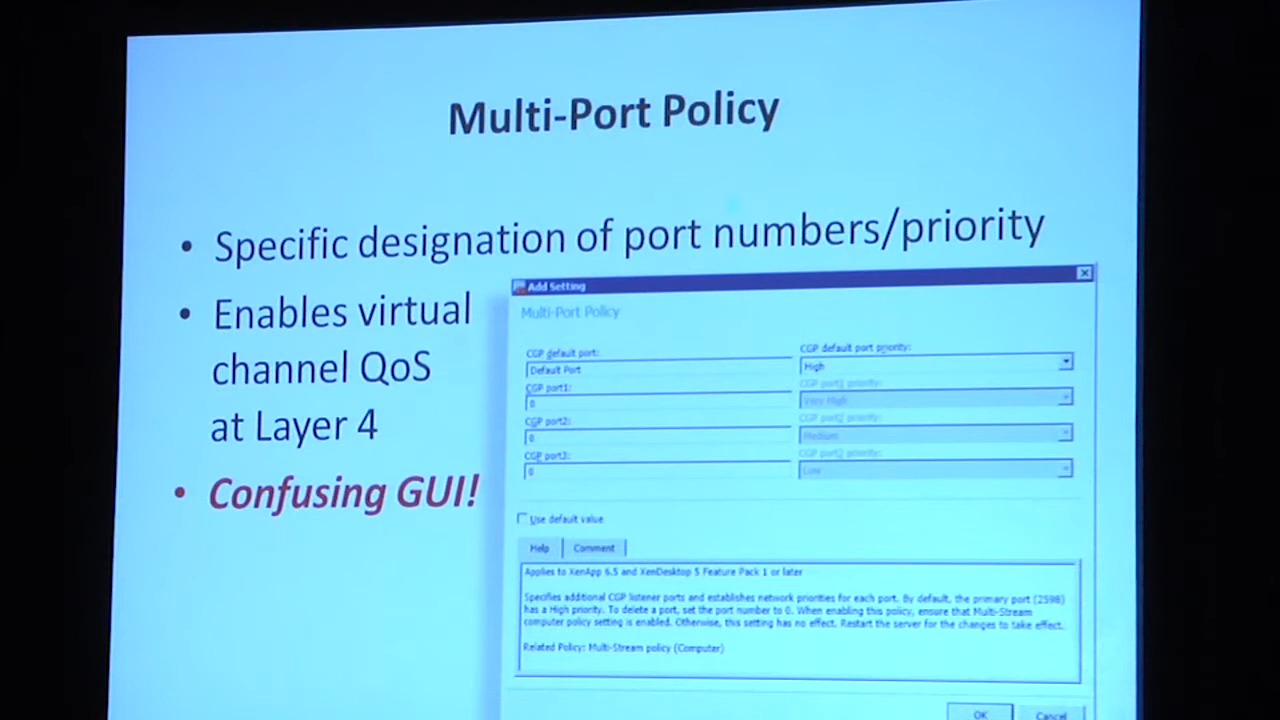 Multi-Port Policy
• Specific designation of port numbers/priority
• Enables virtual
channel QoS
at Layer 4
• Confusing GUI!
Add Setting
Multi-Port Policy
CGP default port:
CGP default port priority:
Default Port
High
CGP port1:
CGP port1 priority:
0
Very High
CGP port2:
CGP port2 priority:
0
Medium
CGP port3:
0
Low
Use default value
Help
Comment
Applies to XenApp 6.5 and XenDesktop 5 Feature Pack 1 or later
Specifies additional CGP listener ports and establishes network priorities for each port. By default, the primary port (2598)
has a High priority. To delete a port, set the port number to 0. When enabling this policy, ensure that Multi-Stream
computer policy setting is enabled. Otherwise, this setting has no effect. Restart the server for the changes to take effect.
Related Policy: Multi-Stream policy (Computer)
OK
Cancel